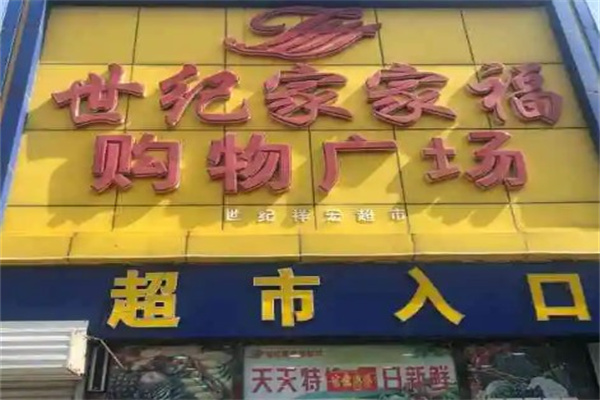 世纪家家福
购物广场
世纪祥宏超市
超市入口
天天特 日新鲜